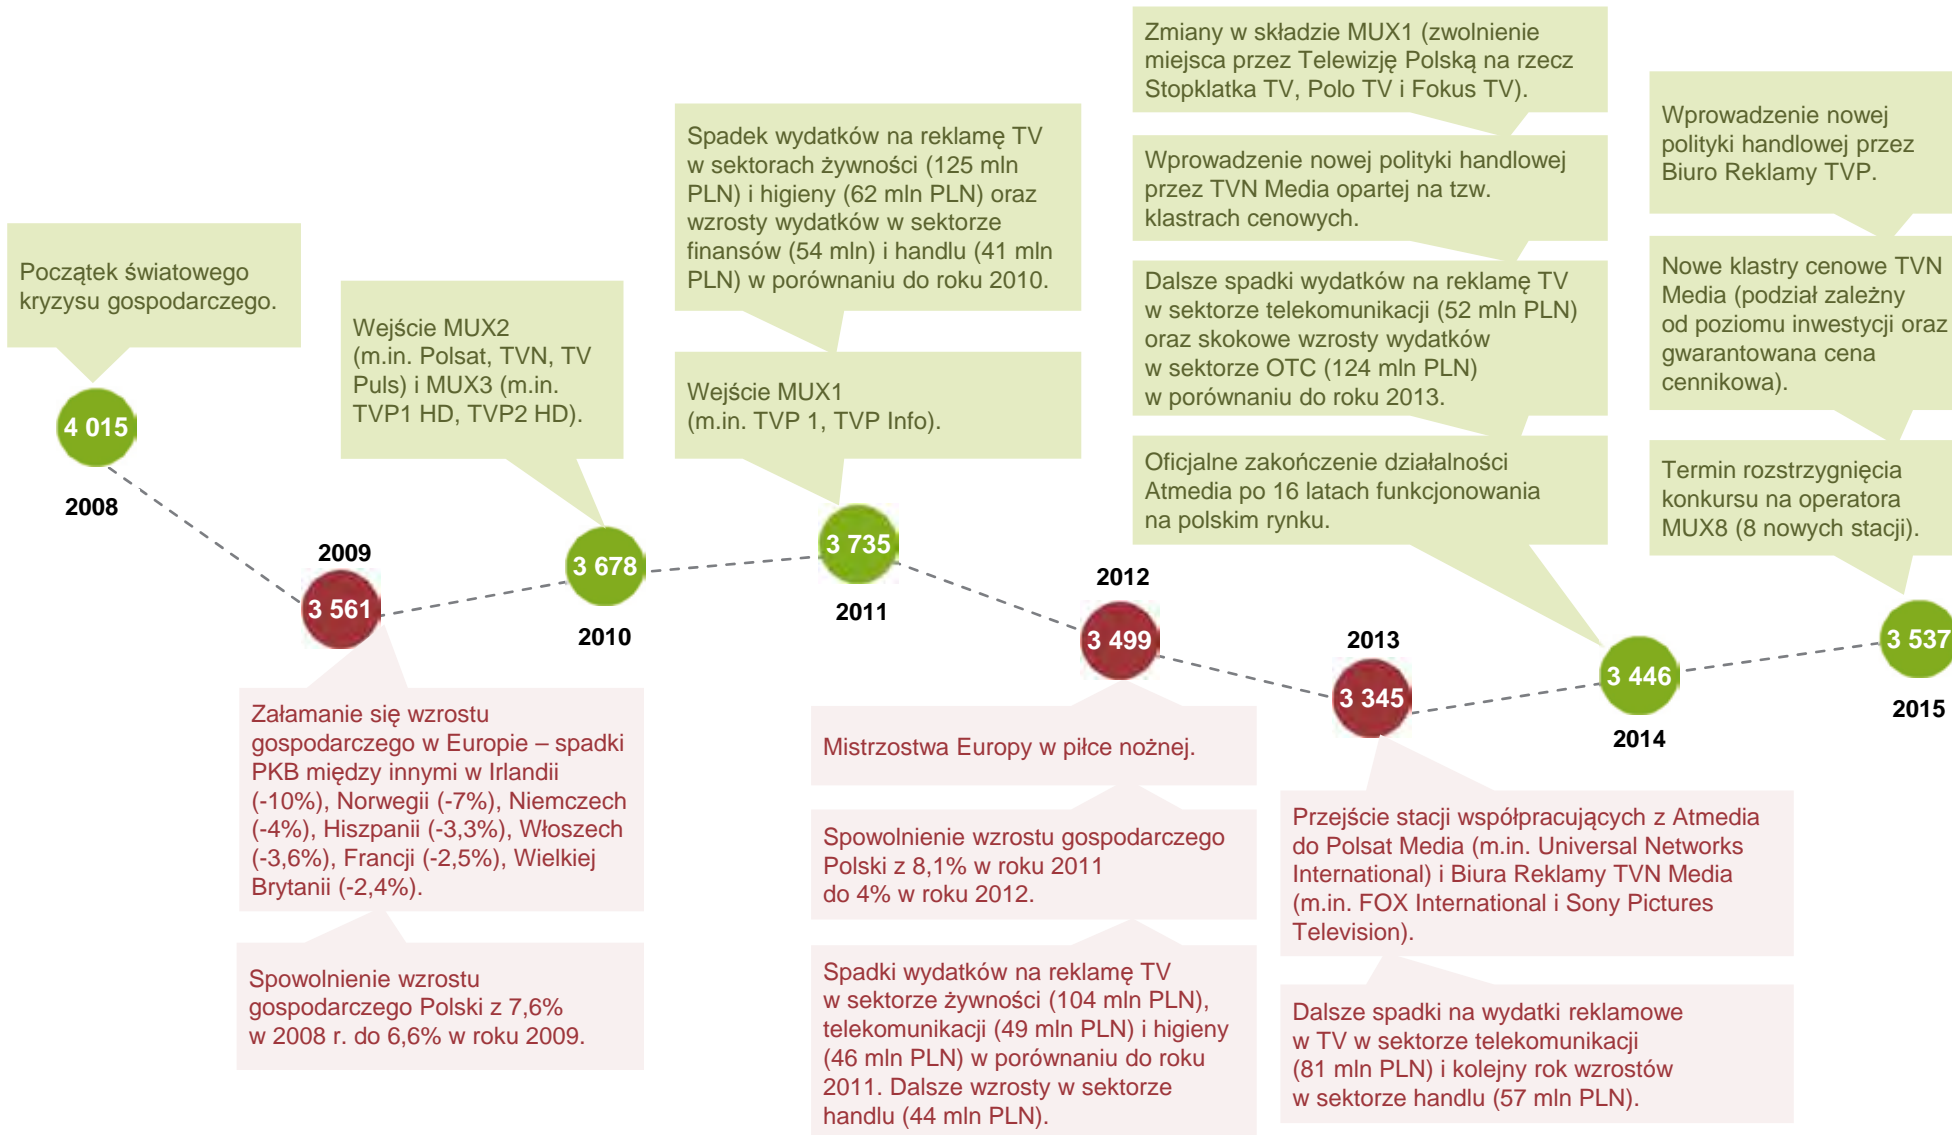 Początek światowego
kryzysu gospodarczego.
4 015
2008
2009
3 561
Załamanie się wzrostu
gospodarczego w Europie – spadki
PKB między innymi w Irlandii
(-10%), Norwegii (-7%), Niemczech
(-4%), Hiszpanii (-3,3%), Włoszech
(-3,6%), Francji (-2,5%), Wielkiej
Brytanii (-2,4%).
Spowolnienie wzrostu
gospodarczego Polski z 7,6%
w 2008 r. do 6,6% w roku 2009.
Wejście MUX2
(m.in. Polsat, TVN, TV
Puls) i MUX3 (m.in.
TVP1 HD, TVP2 HD).
3 678
2010
Spadek wydatków na reklamę TV
w sektorach żywności (125 mln
PLN) i higieny (62 mln PLN) oraz
wzrosty wydatków w sektorze
finansów (54 mln) i handlu (41 mln
PLN) w porównaniu do roku 2010.
Wejście MUX1
(m.in. TVP 1, TVP Info).
3 735
2011
2012
3 499
Mistrzostwa Europy w piłce nożnej.
Spowolnienie wzrostu gospodarczego
Polski z 8,1% w roku 2011
do 4% w roku 2012.
Spadki wydatków na reklamę TV
w sektorze żywności (104 mln PLN),
telekomunikacji (49 mln PLN) i higieny
(46 mln PLN) w porównaniu do roku
2011. Dalsze wzrosty w sektorze
handlu (44 mln PLN).
2013
3 345
Przejście stacji współpracujących z Atmedia
do Polsat Media (m.in. Universal Networks
International) i Biura Reklamy TVN Media
(m.in. FOX International i Sony Pictures
Television).
Dalsze spadki na wydatki reklamowe
w TV w sektorze telekomunikacji
(81 mln PLN) i kolejny rok wzrostów
w sektorze handlu (57 mln PLN).
Zmiany w składzie MUX1 (zwolnienie
miejsca przez Telewizję Polską na rzecz
Stopklatka TV, Polo TV i Fokus TV).
Wprowadzenie nowej polityki handlowej
przez TVN Media opartej na tzw.
klastrach cenowych.
Dalsze spadki wydatków na reklamę TV
w sektorze telekomunikacji (52 mln PLN)
oraz skokowe wzrosty wydatków
w sektorze OTC (124 mln PLN)
w porównaniu do roku 2013.
Oficjalne zakończenie działalności
Atmedia po 16 latach funkcjonowania
na polskim rynku.
3 446
2014
Wprowadzenie nowej
polityki handlowej przez
Biuro Reklamy TVP.
Nowe klastry cenowe TVN
Media (podział zależny
od poziomu inwestycji oraz
gwarantowana cena
cennikowa).
Termin rozstrzygnięcia
konkursu na operatora
MUX8 (8 nowych stacji).
3 537
2015